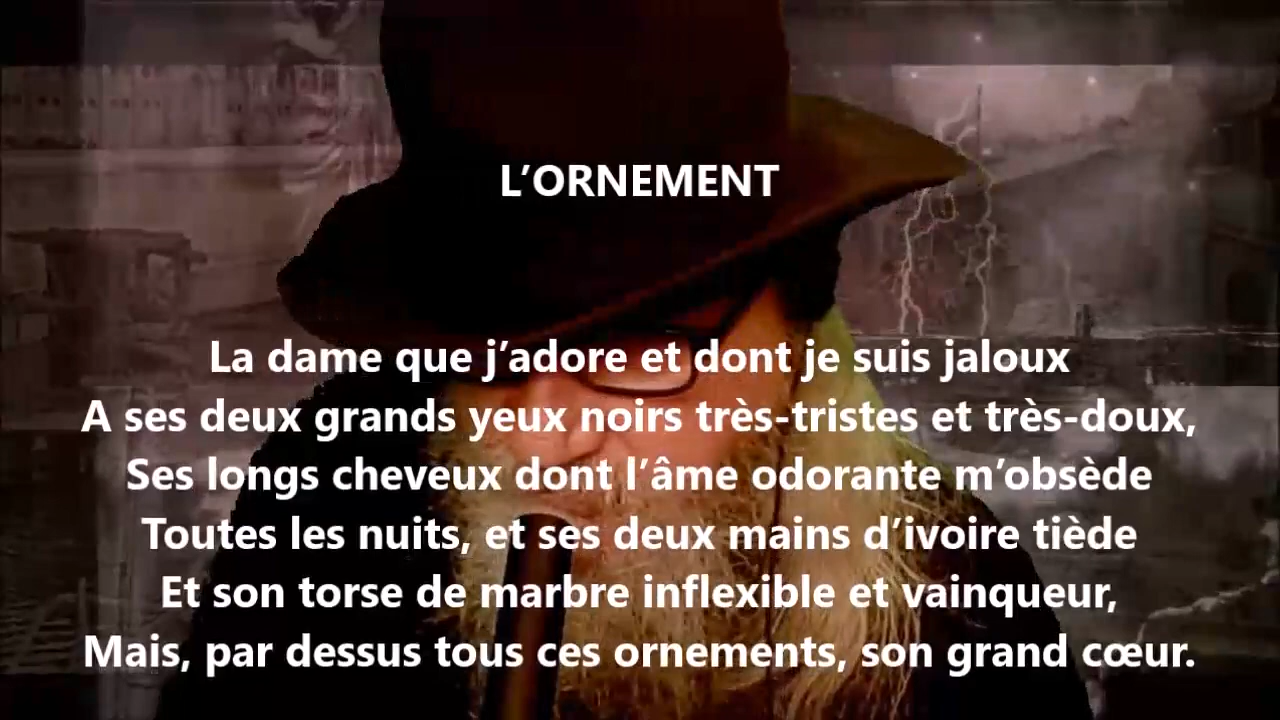 L’ORNEMENT
La dame que j’adore et dont je suis jaloux
A ses deux grands yeux noirs très-tristes et très-doux,
Ses longs cheveux dont l’âme odorante m’obsède
Toutes les nuits, et ses deux mains d’ivoire tiède
Et son torse de marbre inflexible et vainqueur,
Mais, par dessus tous ces ornements, son grand cœur.